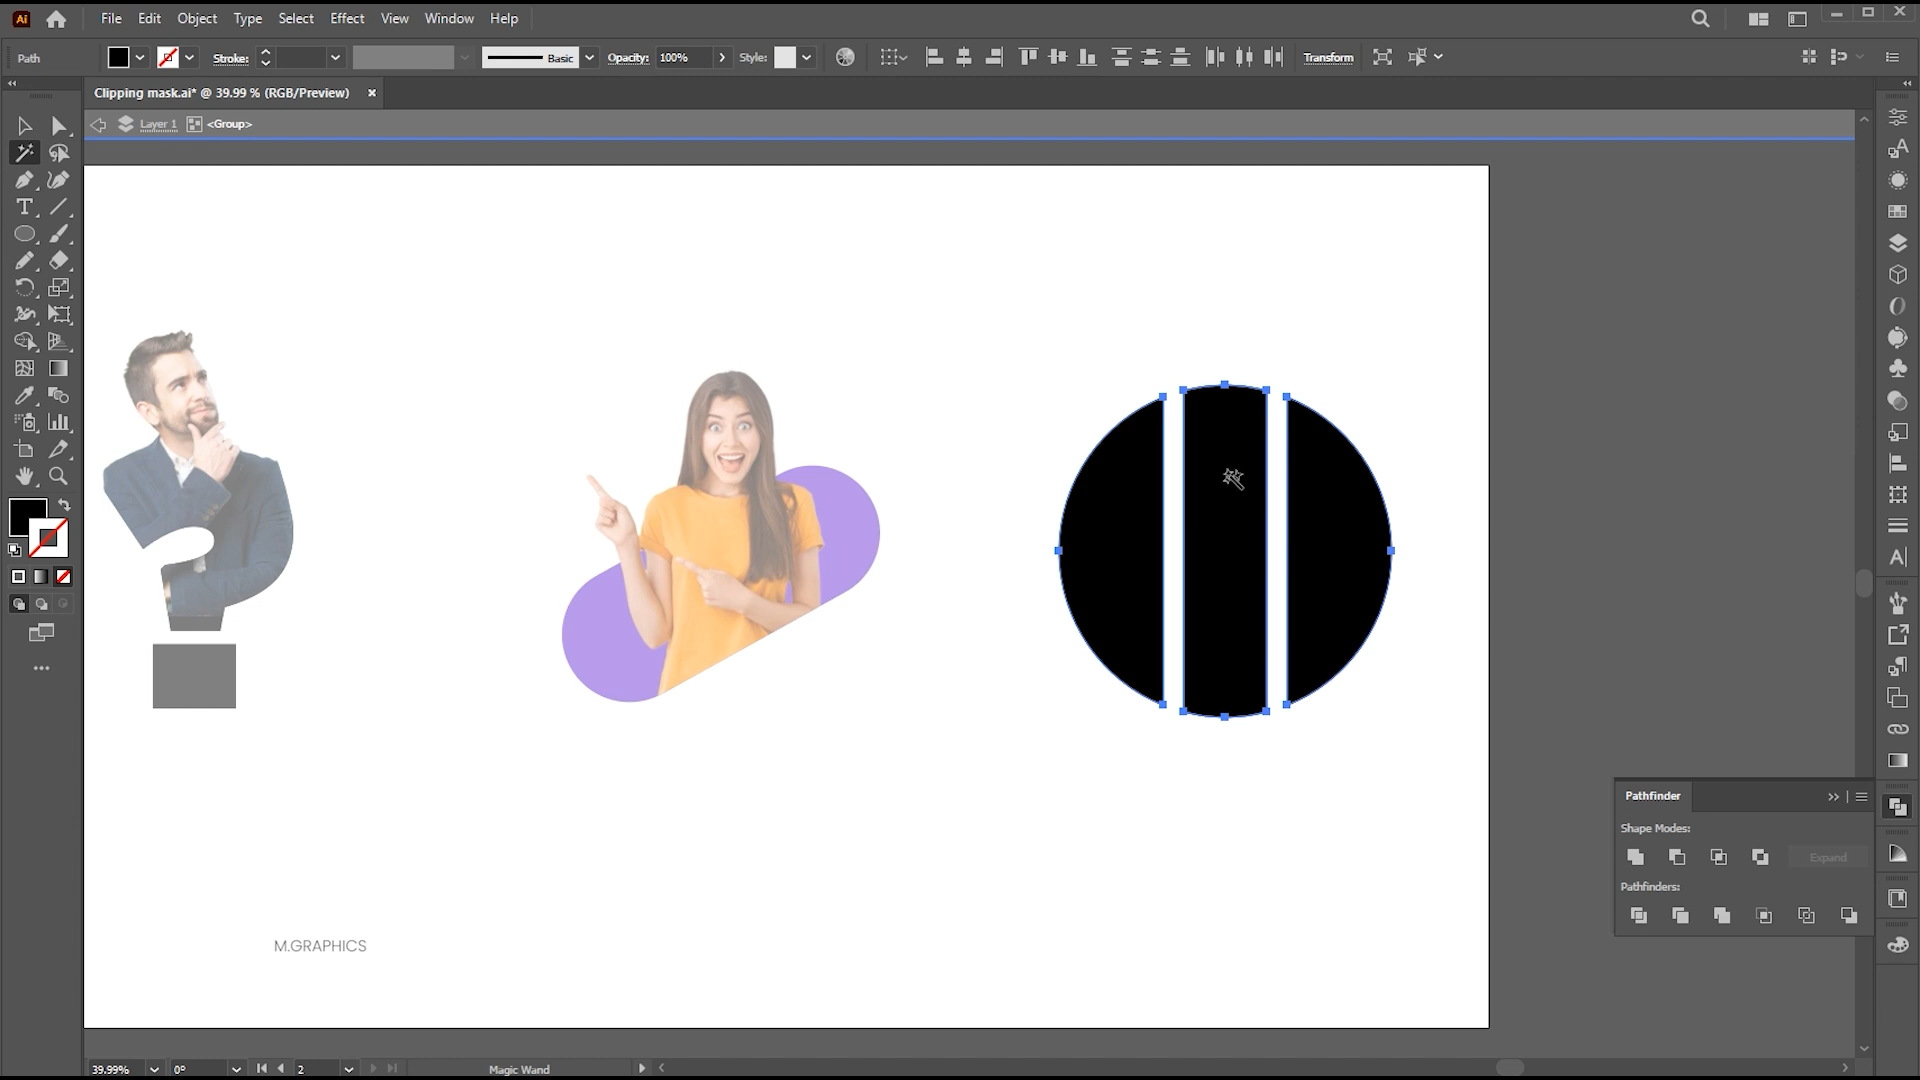 Ai File Edit Object Type Select Effect View Window Help
Path Stroke: Basic Opacity: 100% Style: Transform
Clipping mask.ai* @ 39.99 % (RGB/Preview) ×
Layer 1 <Group>
M.GRAPHICS
Pathfinder
Shape Modes:
Expand
Pathfinders:
39.99% 0° 2 Magic Wand